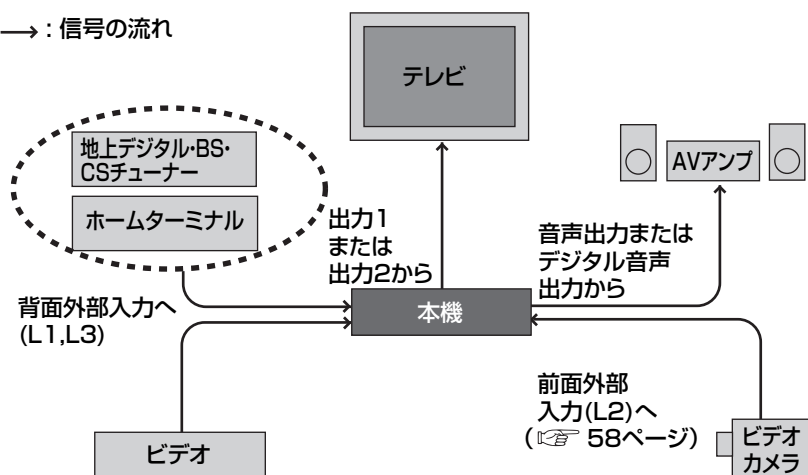 →：信号の流れ
テレビ
地上デジタル･BS･
CSチューナー
ホームターミナル
AVアンプ
出力1
または
出力2から
音声出力または
デジタル音声
出力から
背面外部入力へ
(L1,L3)
本機
前面外部
入力(L2)へ
(☞ 58ページ)
ビデオ
ビデオ
カメラ